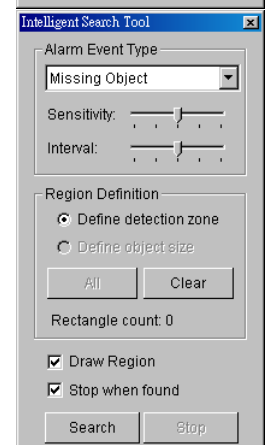 Intelligent Search Tool
Alarm Event Type
Missing Object
Sensitivity:
Interval:
Region Definition
Define detection zone
Define object size
All Clear
Rectangle count: 0
Draw Region
Stop when found
Search Stop